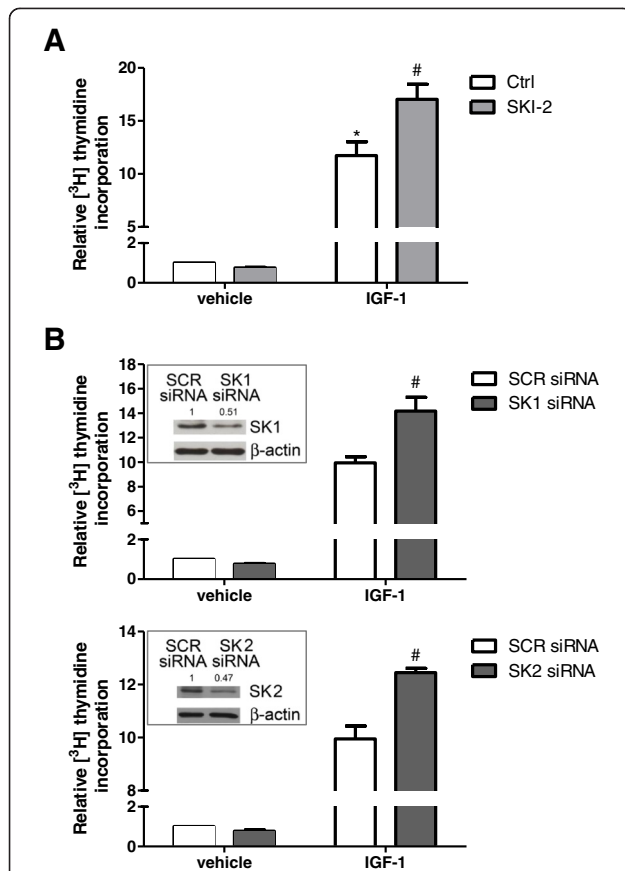 A
Relative [³H] thymidine
incorporation
20
15
10
5
2
0
*
#
vehicle
IGF-1
Ctrl
SKI-2
B
Relative [³H] thymidine
incorporation
18
16
14
12
10
8
6
4
2
0
SCR SK1
siRNA siRNA
1 0.51
SK1
β-actin
#
vehicle
IGF-1
SCR siRNA
SK1 siRNA
Relative [³H] thymidine
incorporation
14
12
10
8
2
0
SCR SK2
siRNA siRNA
1 0.47
SK2
β-actin
#
vehicle
IGF-1
SCR siRNA
SK2 siRNA